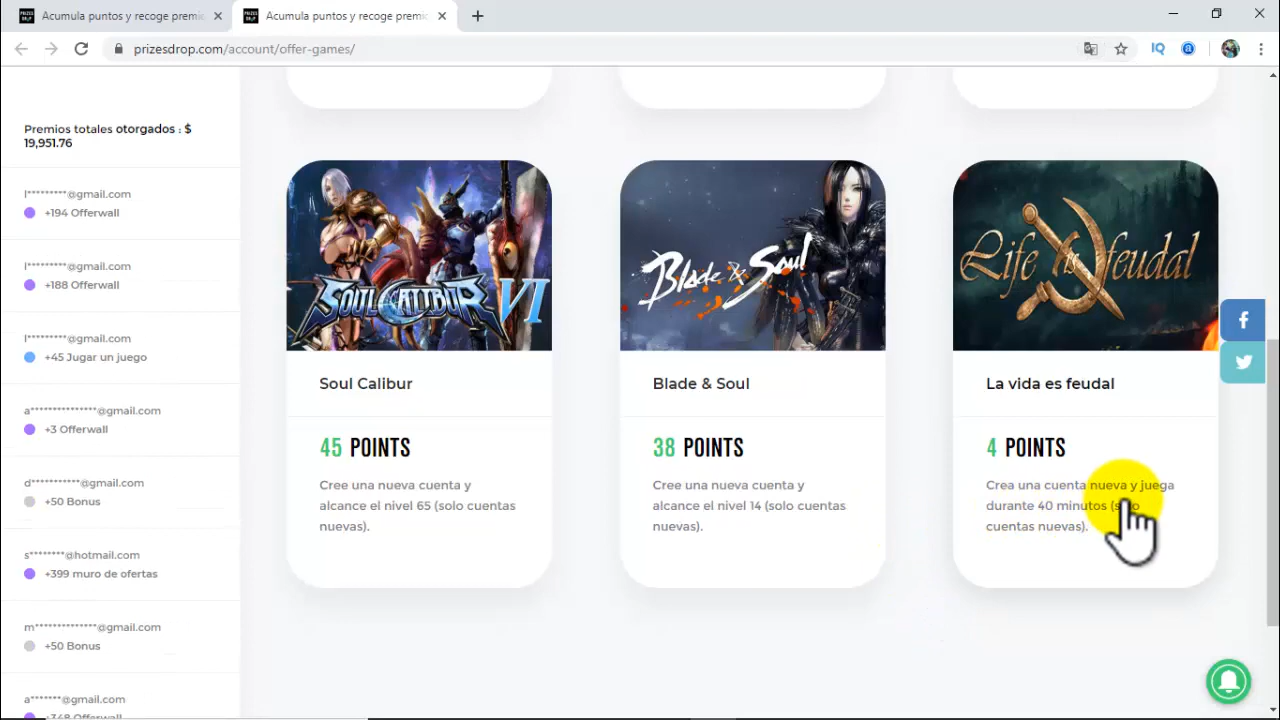 Acumula puntos y recoge premi
Acumula puntos y recoge premi
prizesdrop.com/account/offer-games/
Premios totales otorgados : $
19,951.76
l*********@gmail.com
+194 Offerwall
l*********@gmail.com
+188 Offerwall
l*********@gmail.com
+45 Jugar un juego
a***************@gmail.com
+3 Offerwall
d***********@gmail.com
+50 Bonus
s********@hotmail.com
+399 muro de ofertas
m**************@gmail.com
+50 Bonus
a*******@gmail.com
+348 Offerwall
SOULCALIBUR VI
Soul Calibur
45 POINTS
Cree una nueva cuenta y
alcance el nivel 65 (solo cuentas
nuevas).
Blade & Soul
Blade & Soul
38 POINTS
Cree una nueva cuenta y
alcance el nivel 14 (solo cuentas
nuevas).
Life is feudal
La vida es feudal
4 POINTS
Crea una cuenta nueva y juega
durante 40 minutos (solo
cuentas nuevas).